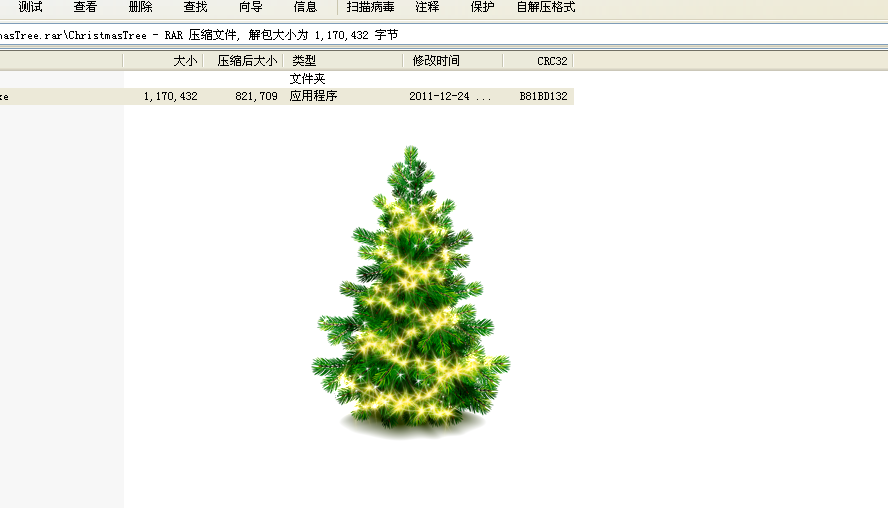 测试 查看 删除 查找 向导 信息 扫描病毒 注释 保护 自解压格式
masTree.rar\ChristmasTree - RAR 压缩文件, 解包大小为 1,170,432 字节
大小 压缩后大小 类型 修改时间 CRC32
文件夹
xe 1,170,432 821,709 应用程序 2011-12-24 ... B81BD132